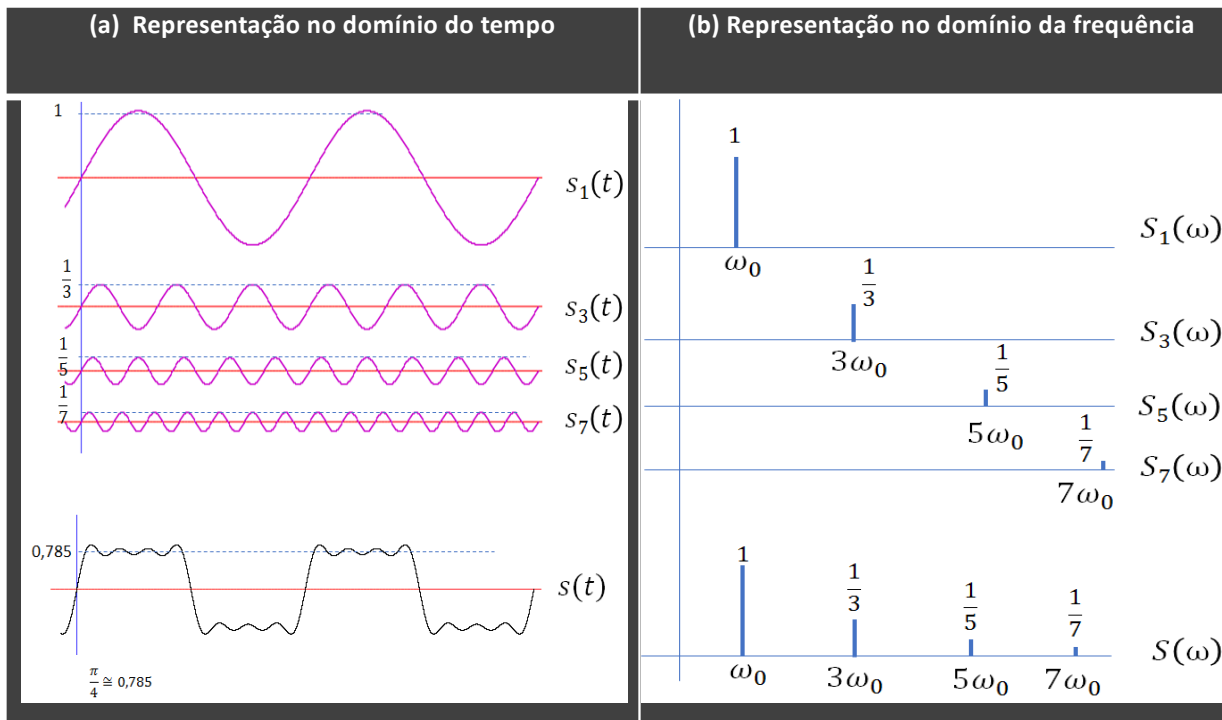 (a) Representação no domínio do tempo
(b) Representação no domínio da frequência
1
s₁(t)
1/3
s₃(t)
1/5
s₅(t)
1/7
s₇(t)
0,785
s(t)
π/4 ≅ 0,785
1
S₁(ω)
ω₀
1/3
S₃(ω)
3ω₀
1/5
S₅(ω)
5ω₀
1/7
S₇(ω)
7ω₀
1 1/3 1/5 1/7
S(ω)
ω₀ 3ω₀ 5ω₀ 7ω₀